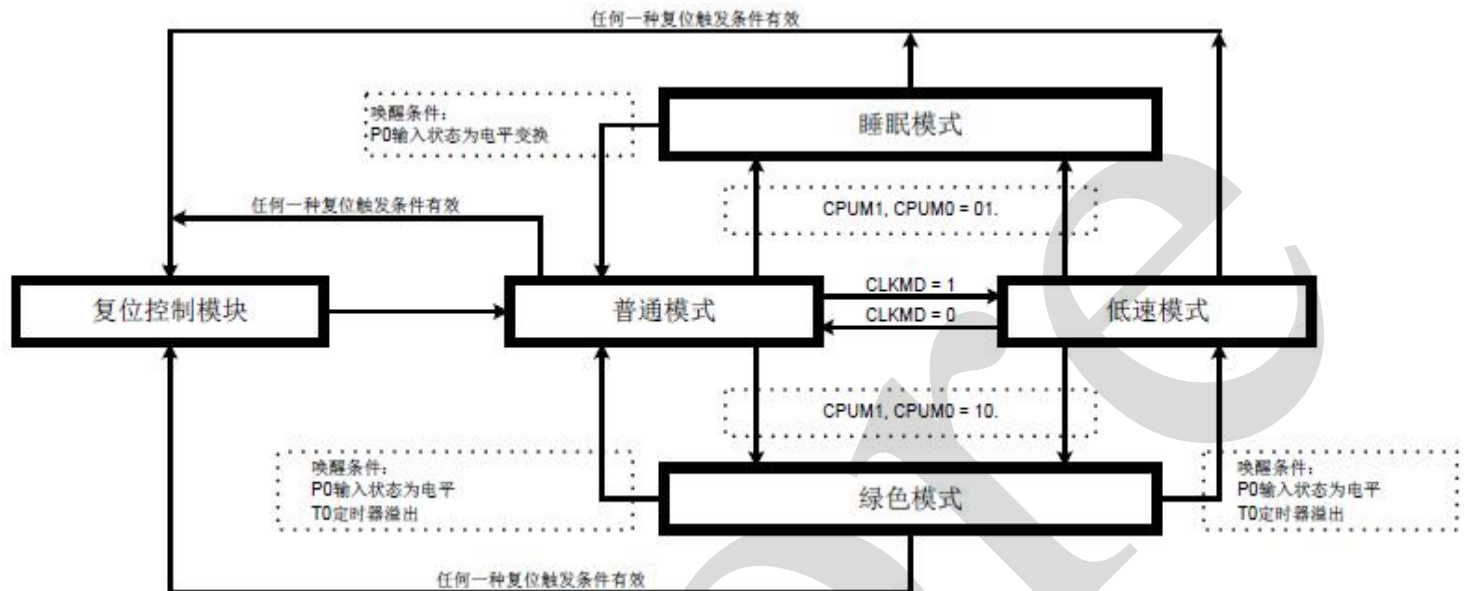 任何一种复位触发条件有效
唤醒条件：
P0输入状态为电平变换
睡眠模式
任何一种复位触发条件有效
CPUM1, CPUM0 = 01.
复位控制模块
普通模式
CLKMD = 1
CLKMD = 0
低速模式
CPUM1, CPUM0 = 10.
唤醒条件：
P0输入状态为电平
T0定时器溢出
绿色模式
唤醒条件：
P0输入状态为电平
T0定时器溢出
任何一种复位触发条件有效
ore